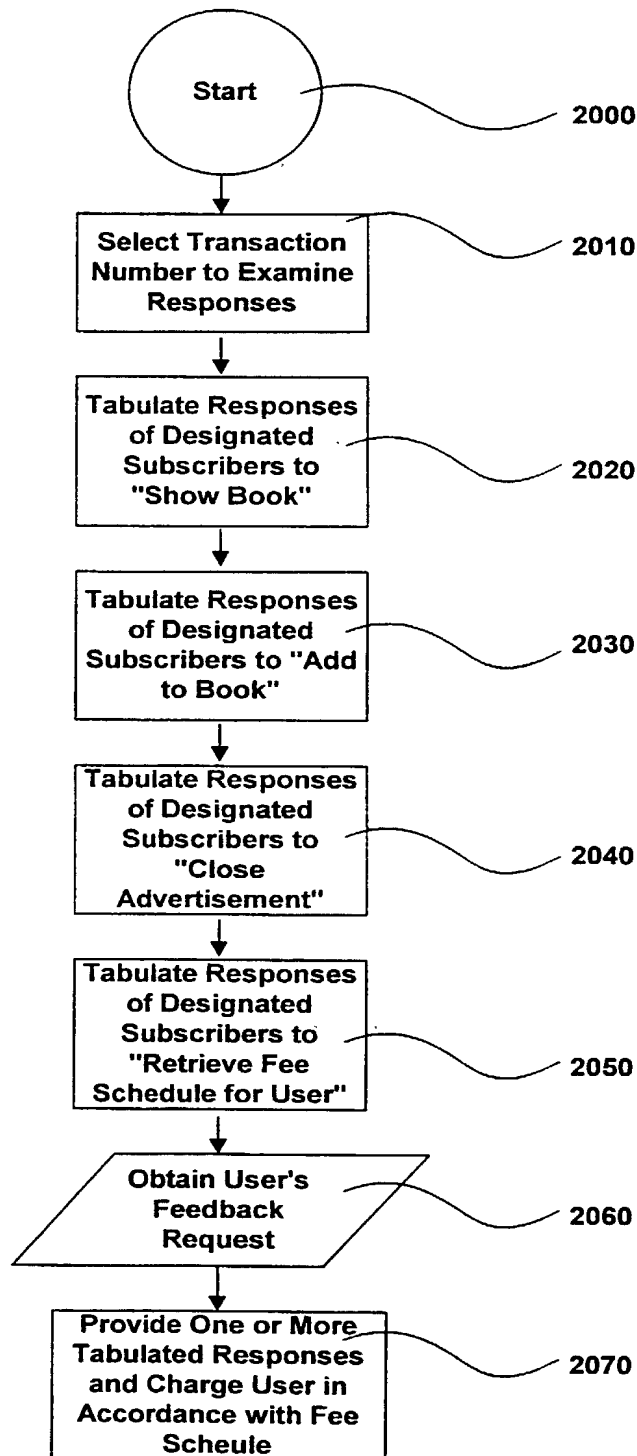 Start
2000
Select Transaction
Number to Examine
Responses
2010
Tabulate Responses
of Designated
Subscribers to
"Show Book"
2020
Tabulate Responses
of Designated
Subscribers to "Add
to Book"
2030
Tabulate Responses
of Designated
Subscribers to
"Close
Advertisement"
2040
Tabulate Responses
of Designated
Subscribers to
"Retrieve Fee
Schedule for User"
2050
Obtain User's
Feedback
Request
2060
Provide One or More
Tabulated Responses
and Charge User in
Accordance with Fee
Scheule
2070